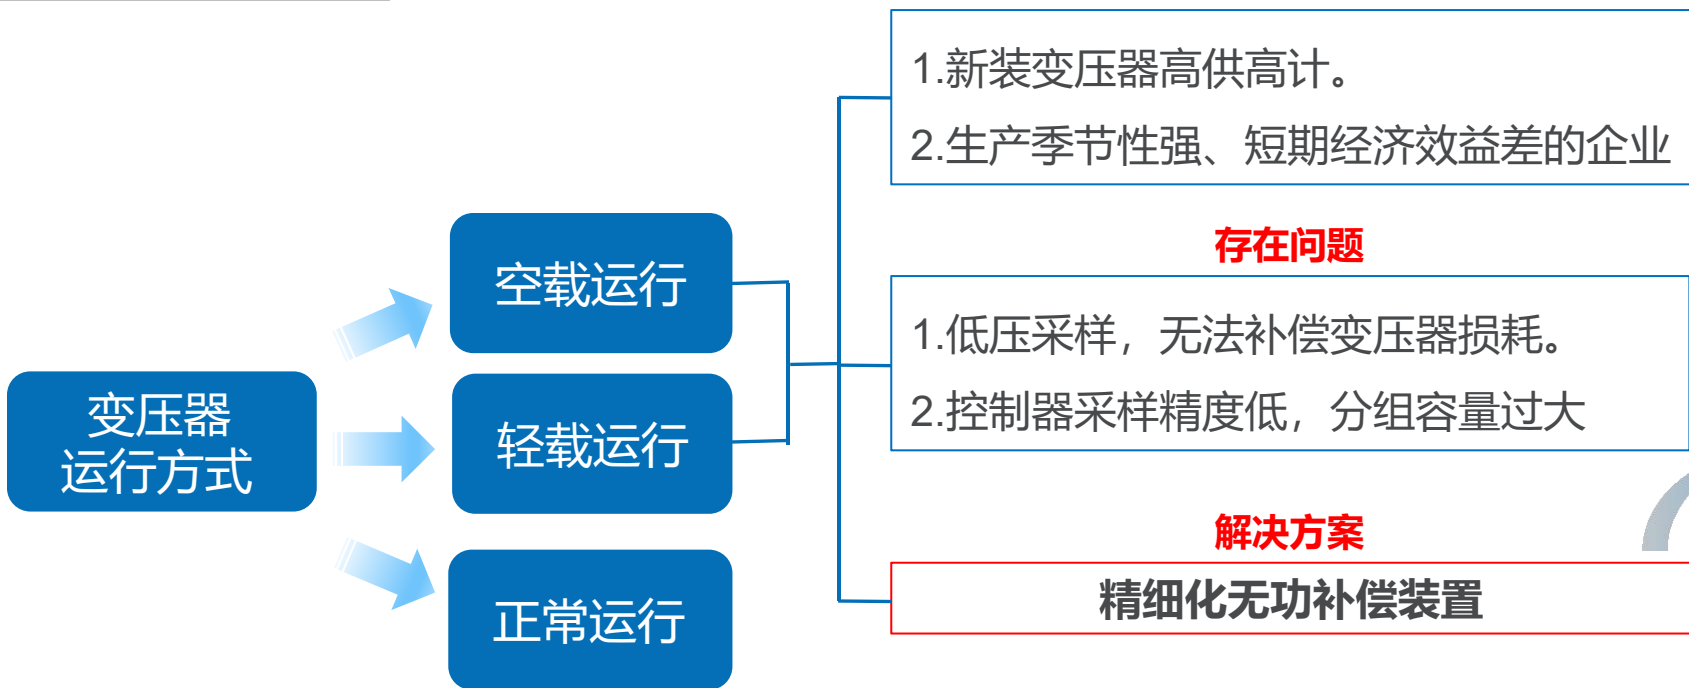 变压器
运行方式
空载运行
轻载运行
正常运行
1.新装变压器高供高计。
2.生产季节性强、短期经济效益差的企业
存在问题
1.低压采样，无法补偿变压器损耗。
2.控制器采样精度低，分组容量过大
解决方案
精细化无功补偿装置